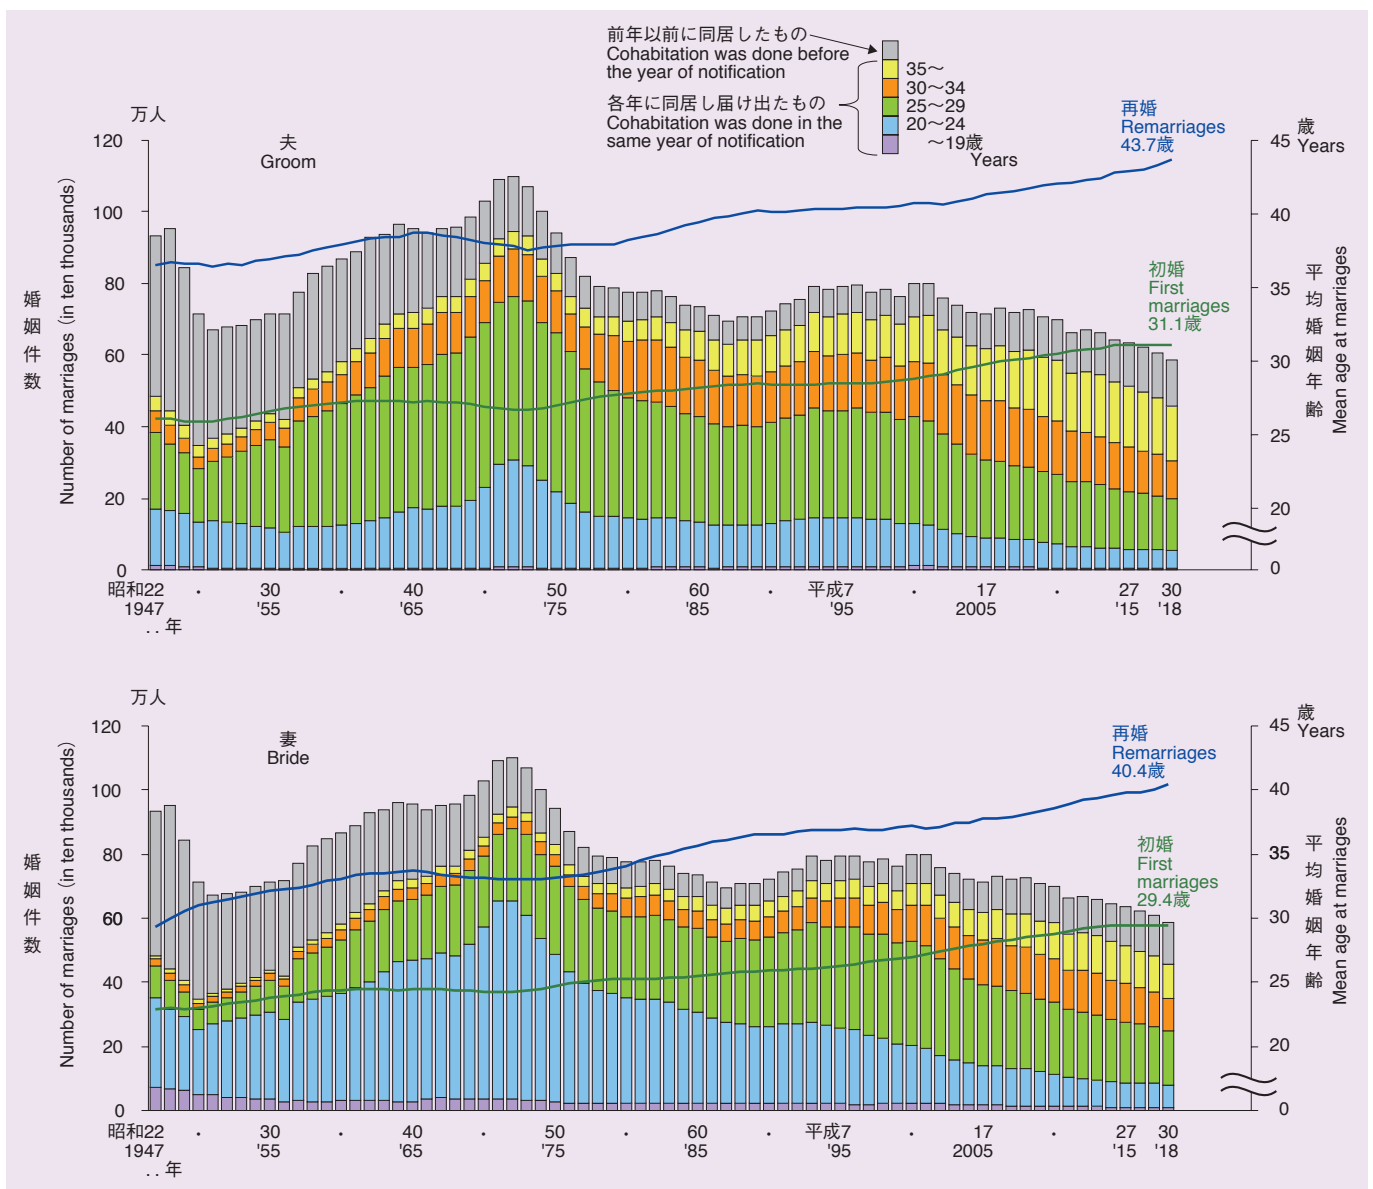 前年以前に同居したもの
Cohabitation was done before
the year of notification
各年に同居し届け出たもの
Cohabitation was done in the
same year of notification
35～
30～34
25～29
20～24
～19歳
Years
万人
夫
Groom
再婚
Remarriages
43.7歳
歳
Years
初婚
First
marriages
31.1歳
婚姻件数
Number of marriages (in ten thousands)
120
100
80
60
40
20
0
45
40
35
30
25
20
0
平均婚姻年齢
Mean age at marriages
昭和22 ・ 30 ・ 40 ・ 50 ・ 60 ・ 平成7 ・ 17 ・ 27 30
1947 '55 '65 '75 '85 '95 2005 '15 '18
. . 年
万人
妻
Bride
再婚
Remarriages
40.4歳
歳
Years
初婚
First
marriages
29.4歳
婚姻件数
Number of marriages (in ten thousands)
120
100
80
60
40
20
0
45
40
35
30
25
20
0
平均婚姻年齢
Mean age at marriages
昭和22 ・ 30 ・ 40 ・ 50 ・ 60 ・ 平成7 ・ 17 ・ 27 30
1947 '55 '65 '75 '85 '95 2005 '15 '18
. . 年